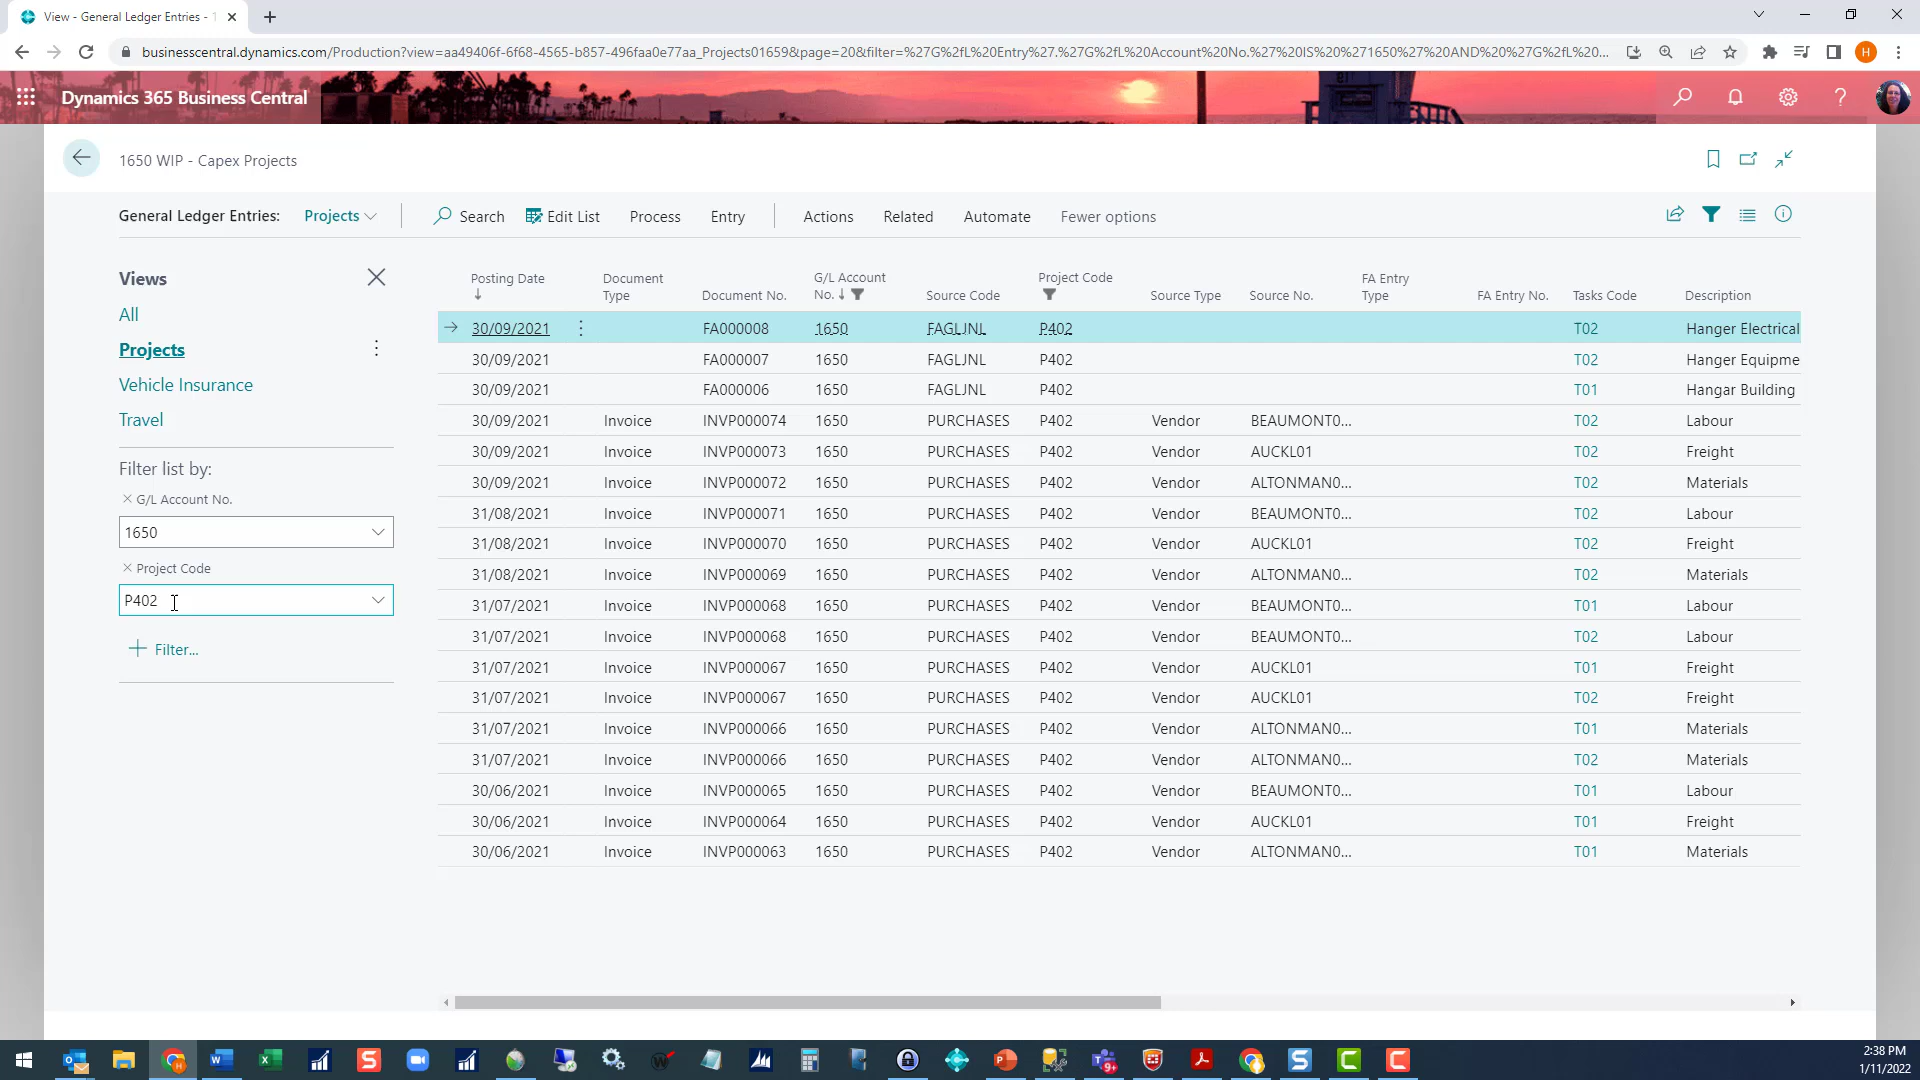 View - General Ledger Entries -
businesscentral.dynamics.com/Production?view=aa49406f-6f68-4565-b857-496faa0e77aa_Projects01659&page=20&filter=%27G%2fL%20Entry%27.%27G%2fL%20Account%20No.%27%20IS%20%271650%27%20AND%20%27G%2fL%20...
H
Dynamics 365 Business Central
1650 WIP - Capex Projects
General Ledger Entries: Projects Search Edit List Process Entry Actions Related Automate Fewer options
Views
All
Projects
Vehicle Insurance
Travel
Filter list by:
G/L Account No.
1650
Project Code
P402
Filter...
Posting Date Document Type Document No. G/L Account No. Source Code Project Code Source Type Source No. FA Entry Type FA Entry No. Tasks Code Description
30/09/2021 FA000008 1650 FAGLJNL P402 T02 Hanger Electrical
30/09/2021 FA000007 1650 FAGLJNL P402 T02 Hanger Equipme
30/09/2021 FA000006 1650 FAGLJNL P402 T01 Hangar Building
30/09/2021 Invoice INVP000074 1650 PURCHASES P402 Vendor BEAUMONT0... T02 Labour
30/09/2021 Invoice INVP000073 1650 PURCHASES P402 Vendor AUCKL01 T02 Freight
30/09/2021 Invoice INVP000072 1650 PURCHASES P402 Vendor ALTONMAN0... T02 Materials
31/08/2021 Invoice INVP000071 1650 PURCHASES P402 Vendor BEAUMONT0... T02 Labour
31/08/2021 Invoice INVP000070 1650 PURCHASES P402 Vendor AUCKL01 T02 Freight
31/08/2021 Invoice INVP000069 1650 PURCHASES P402 Vendor ALTONMAN0... T02 Materials
31/07/2021 Invoice INVP000068 1650 PURCHASES P402 Vendor BEAUMONT0... T01 Labour
31/07/2021 Invoice INVP000068 1650 PURCHASES P402 Vendor BEAUMONT0... T02 Labour
31/07/2021 Invoice INVP000067 1650 PURCHASES P402 Vendor AUCKL01 T01 Freight
31/07/2021 Invoice INVP000067 1650 PURCHASES P402 Vendor AUCKL01 T02 Freight
31/07/2021 Invoice INVP000066 1650 PURCHASES P402 Vendor ALTONMAN0... T01 Materials
31/07/2021 Invoice INVP000066 1650 PURCHASES P402 Vendor ALTONMAN0... T02 Materials
30/06/2021 Invoice INVP000065 1650 PURCHASES P402 Vendor BEAUMONT0... T01 Labour
30/06/2021 Invoice INVP000064 1650 PURCHASES P402 Vendor AUCKL01 T01 Freight
30/06/2021 Invoice INVP000063 1650 PURCHASES P402 Vendor ALTONMAN0... T01 Materials
2:38 PM
1/11/2022